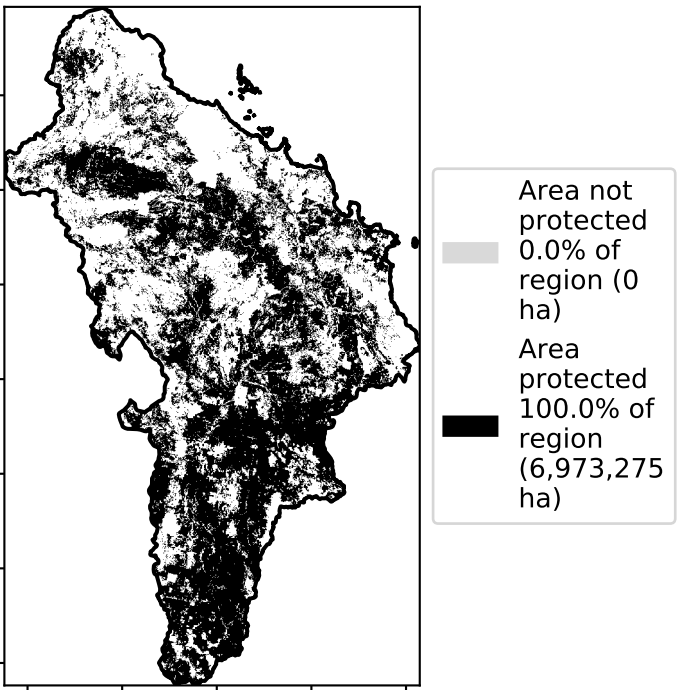 Area not
protected
0.0% of
region (0
ha)
Area
protected
100.0% of
region
(6,973,275
ha)